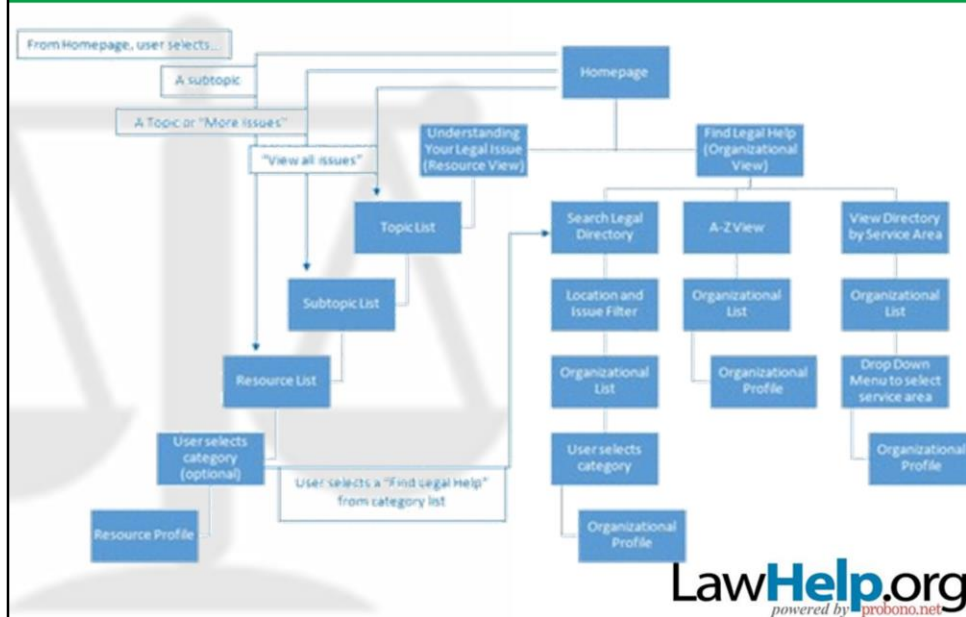 From Homepage, user selects...
A subtopic
A Topic or "More Issues"
"View all issues"
Homepage
Understanding
Your Legal Issue
(Resource View)
Find Legal Help
(Organizational
View)
Topic List
Subtopic List
Resource List
User selects
category
(optional)
Resource Profile
User selects a "Find Legal Help"
from category list
Search Legal
Directory
Location and
Issue Filter
Organizational
List
User selects
category
Organizational
Profile
A-Z View
Organizational
List
Organizational
Profile
View Directory
by Service Area
Organizational
List
Drop Down
Menu to select
service area
Organizational
Profile
LawHelp.org
powered by probono.net